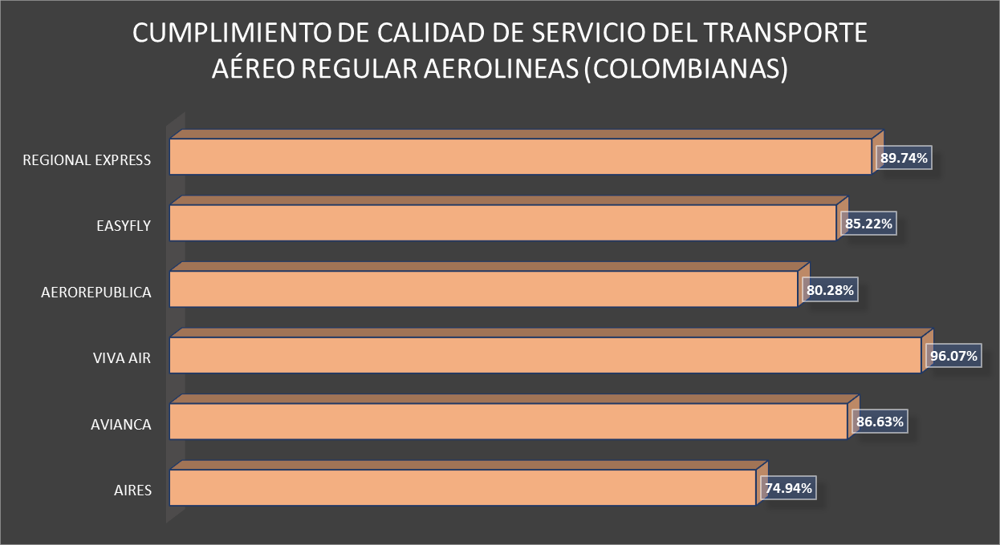 CUMPLIMIENTO DE CALIDAD DE SERVICIO DEL TRANSPORTE
AÉREO REGULAR AEROLINEAS (COLOMBIANAS)
REGIONAL EXPRESS
89.74%
EASYFLY
85.22%
AEROREPUBLICA
80.28%
VIVA AIR
96.07%
AVIANCA
86.63%
AIRES
74.94%